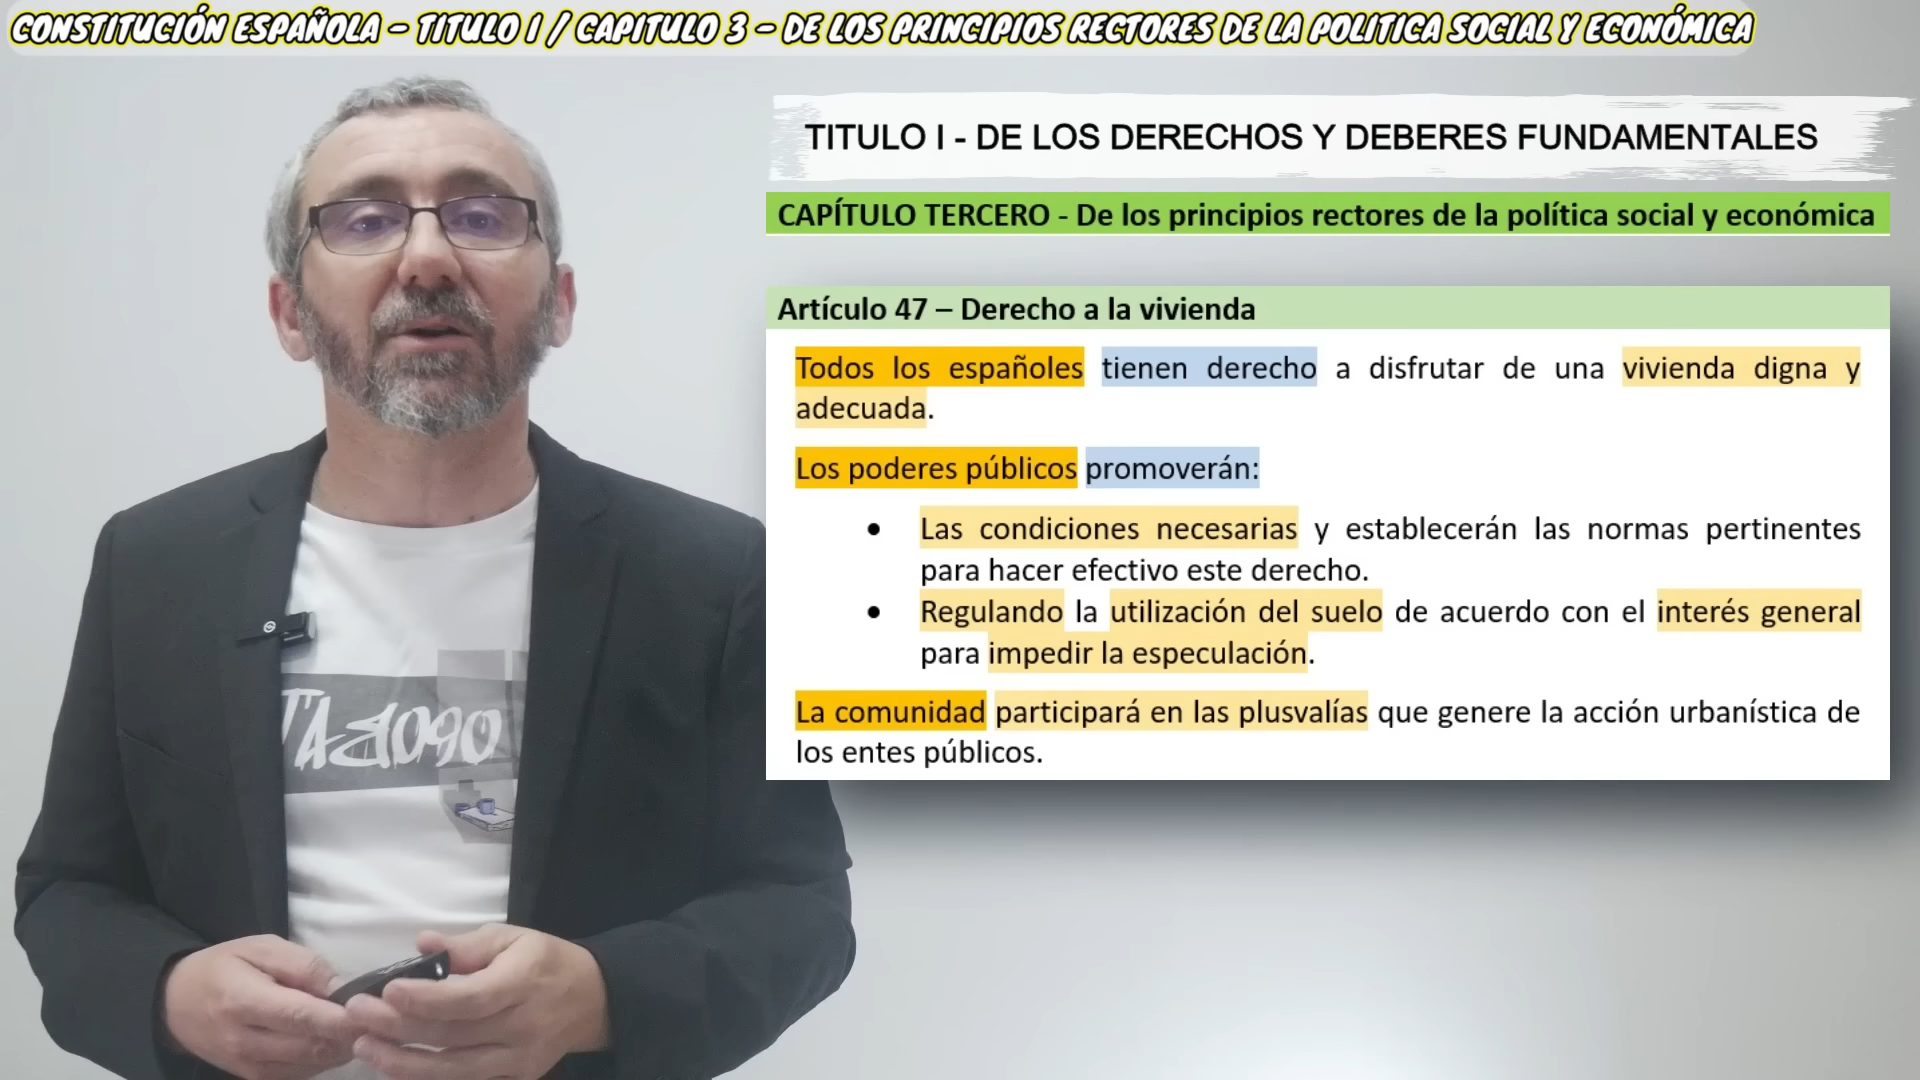 CONSTITUCIÓN ESPAÑOLA - TITULO I / CAPITULO 3 - DE LOS PRINCIPIOS RECTORES DE LA POLITICA SOCIAL Y ECONÓMICA
TITULO I - DE LOS DERECHOS Y DEBERES FUNDAMENTALES
CAPÍTULO TERCERO - De los principios rectores de la política social y económica
Artículo 47 – Derecho a la vivienda
Todos los españoles tienen derecho a disfrutar de una vivienda digna y
adecuada.
Los poderes públicos promoverán:
• Las condiciones necesarias y establecerán las normas pertinentes
para hacer efectivo este derecho.
• Regulando la utilización del suelo de acuerdo con el interés general
para impedir la especulación.
La comunidad participará en las plusvalías que genere la acción urbanística de
los entes públicos.